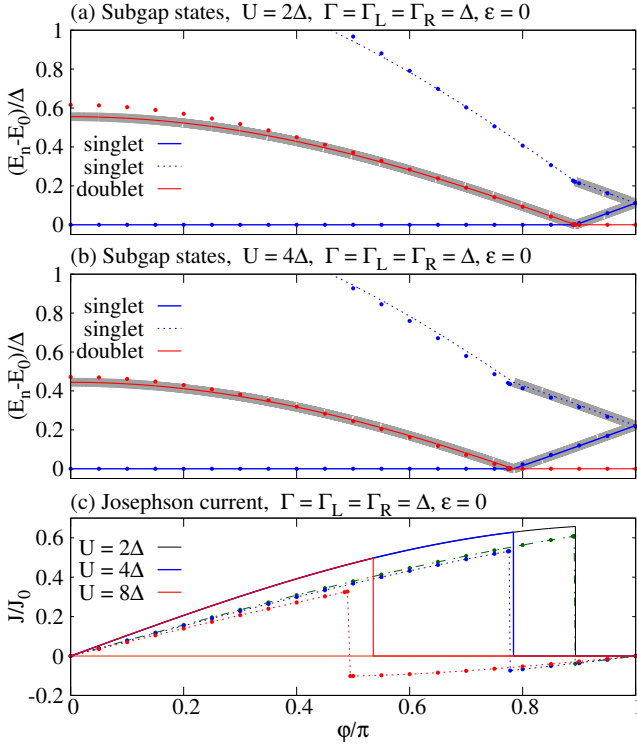 (a) Subgap states, U = 2Δ, Γ = Γ_L = Γ_R = Δ, ε = 0
1
0.8
0.6
0.4
0.2
0
(E_n-E_0)/Δ
singlet
singlet
doublet
(b) Subgap states, U = 4Δ, Γ = Γ_L = Γ_R = Δ, ε = 0
1
0.8
0.6
0.4
0.2
0
(E_n-E_0)/Δ
singlet
singlet
doublet
(c) Josephson current, Γ = Γ_L = Γ_R = Δ, ε = 0
0.6
0.4
0.2
0
-0.2
J/J_0
U = 2Δ
U = 4Δ
U = 8Δ
0 0.2 0.4 0.6 0.8 1
φ/π